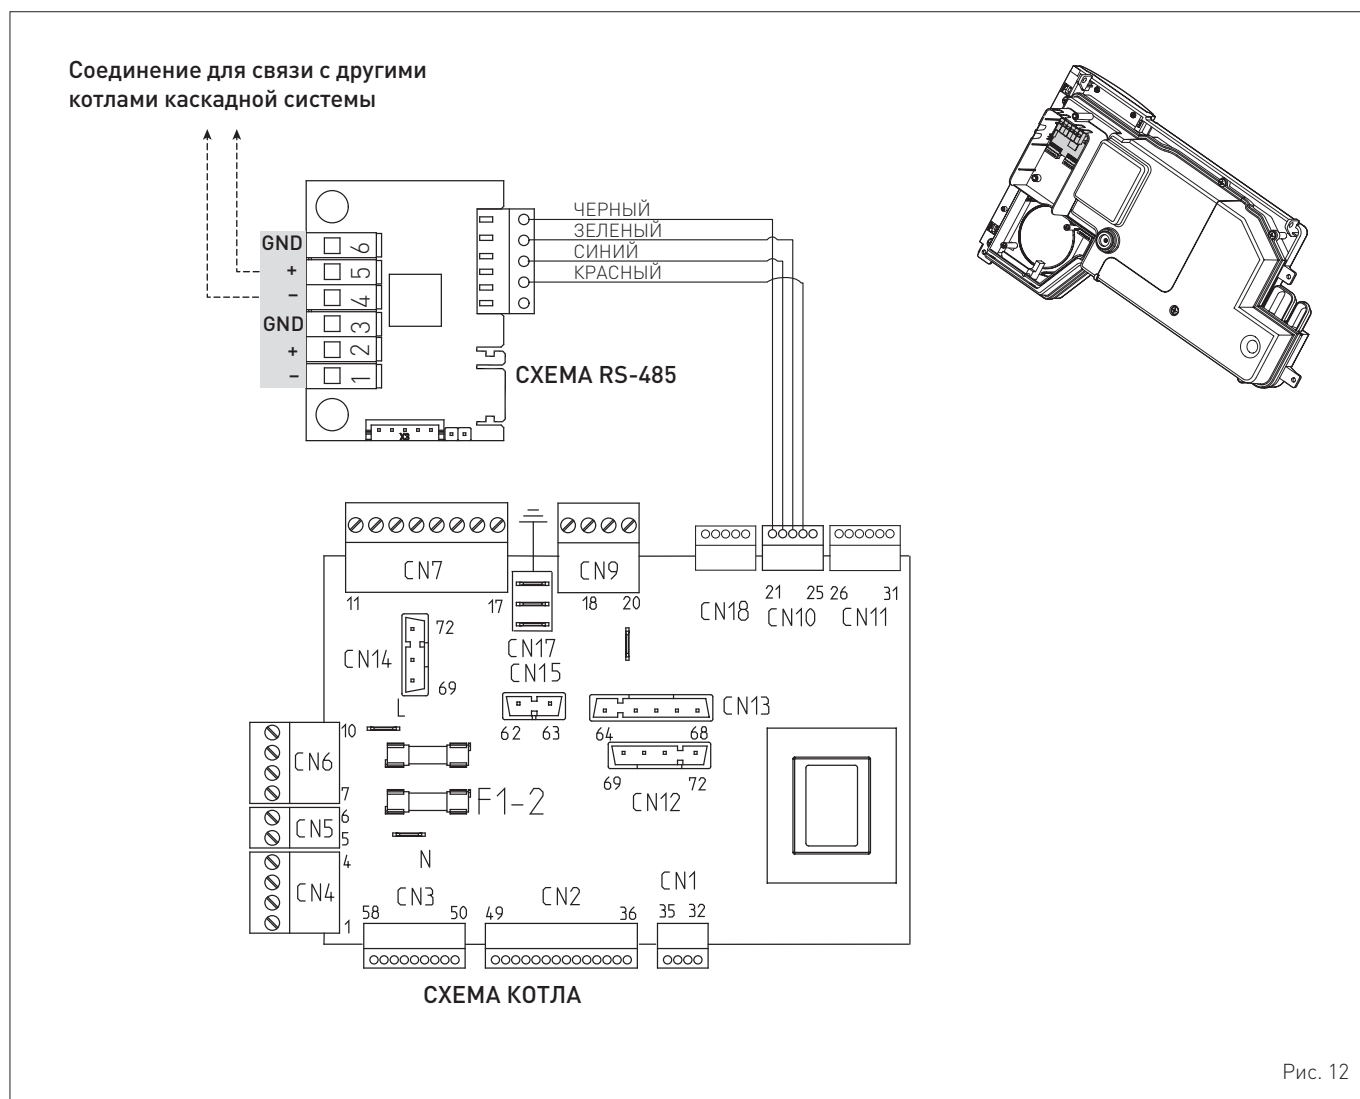 Соединение для связи с другими
котлами каскадной системы
ЧЕРНЫЙ
ЗЕЛЕНЫЙ
СИНИЙ
КРАСНЫЙ
GND 6
+ 5
– 4
GND 3
+ 2
– 1
СХЕМА RS-485
X3
CN7
11 17
CN9
18 20
CN18
21 25
CN10
26 31
CN11
CN17
CN14
72
69
CN15
62 63
CN13
64 68
69 72
CN12
L
10
CN6
7
6
CN5
5
4
CN4
1
F1-2
N
CN3
58 50
CN2
49 36
CN1
35 32
СХЕМА КОТЛА
Рис. 12